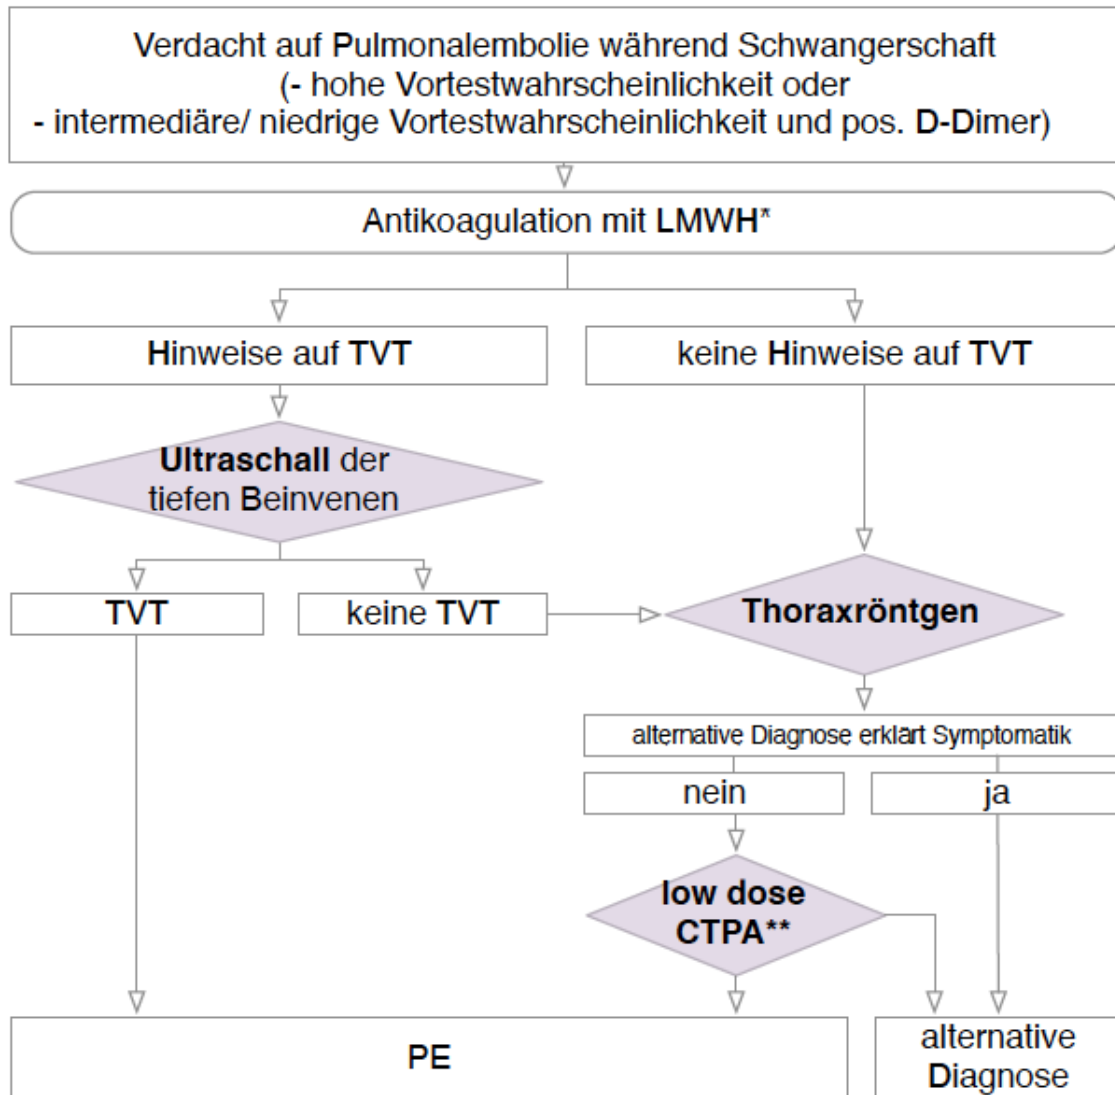 Verdacht auf Pulmonalembolie während Schwangerschaft
(- hohe Vortestwahrscheinlichkeit oder
- intermediäre/ niedrige Vortestwahrscheinlichkeit und pos. D-Dimer)
Antikoagulation mit LMWH*
Hinweise auf TVT
keine Hinweise auf TVT
Ultraschall der
tiefen Beinvenen
TVT
keine TVT
Thoraxröntgen
alternative Diagnose erklärt Symptomatik
nein
ja
low dose
CTPA**
PE
alternative
Diagnose